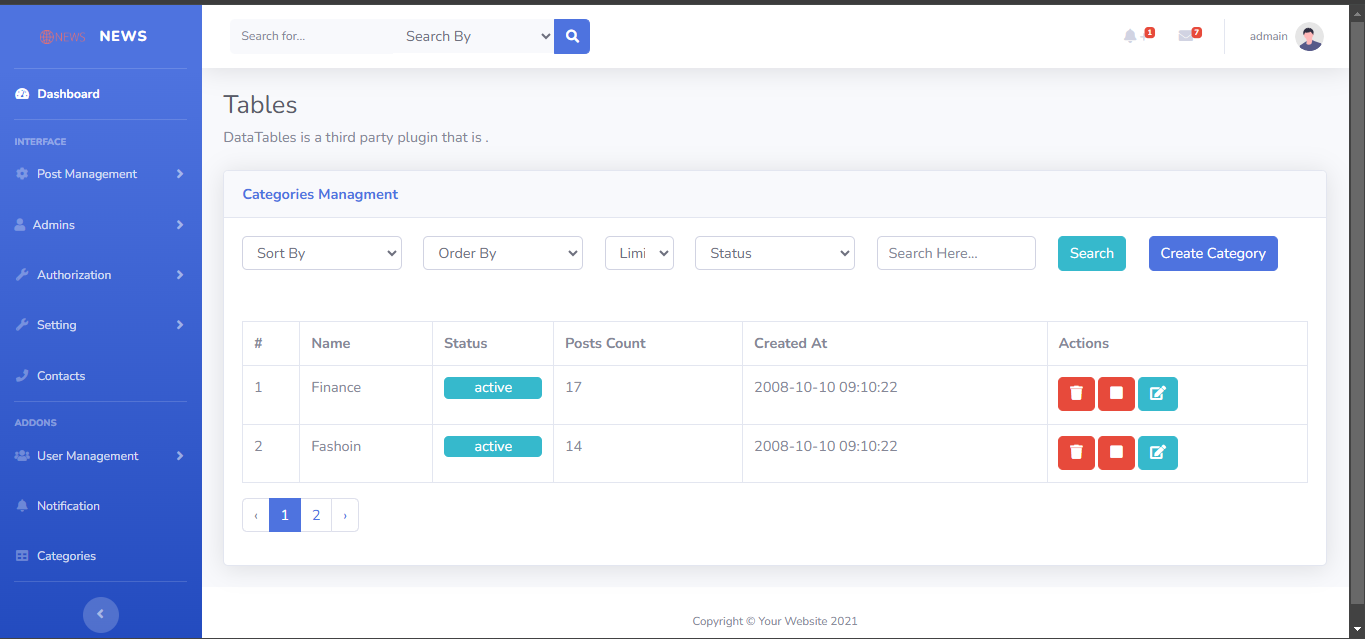 NEWS NEWS
Search for...
Search By
1
7
admain
Dashboard
INTERFACE
Post Management
Admins
Authorization
Setting
Contacts
ADDONS
User Management
Notification
Categories
Tables
DataTables is a third party plugin that is .
Categories Managment
Sort By Order By Limi Status Search Here... Search Create Category
# Name Status Posts Count Created At Actions
1 Finance active 17 2008-10-10 09:10:22
2 Fashoin active 14 2008-10-10 09:10:22
‹ 1 2 ›
Copyright © Your Website 2021